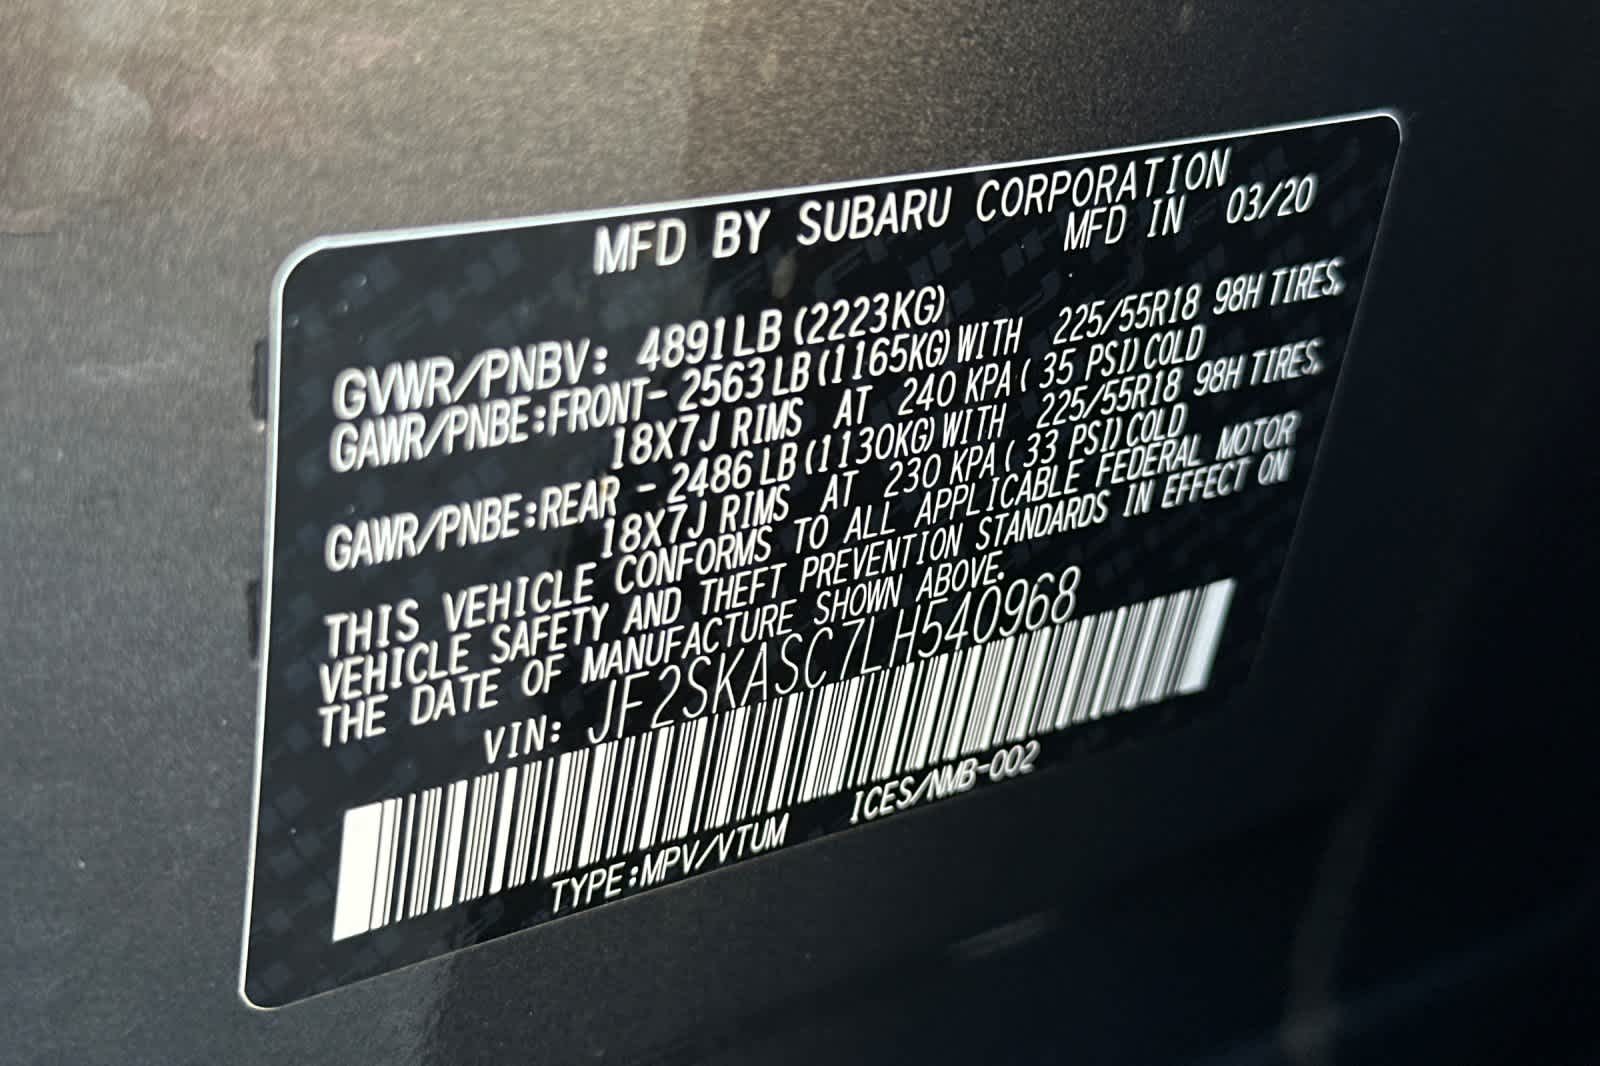 MFD BY SUBARU CORPORATION
MFD IN 03/20
GVWR/PNBV: 4891LB (2223KG)
GAWR/PNBE:FRONT- 2563LB (1165KG) WITH 225/55R18 98H TIRES,
18X7J RIMS AT 240 KPA ( 35 PSI) COLD
GAWR/PNBE:REAR - 2486LB (1130KG) WITH 225/55R18 98H TIRES,
18X7J RIMS AT 230 KPA ( 33 PSI) COLD
THIS VEHICLE CONFORMS TO ALL APPLICABLE FEDERAL MOTOR
VEHICLE SAFETY AND THEFT PREVENTION STANDARDS IN EFFECT ON
THE DATE OF MANUFACTURE SHOWN ABOVE.
VIN: JF2SKASC7LH540968
TYPE:MPV/VTUM ICES/NMB-002